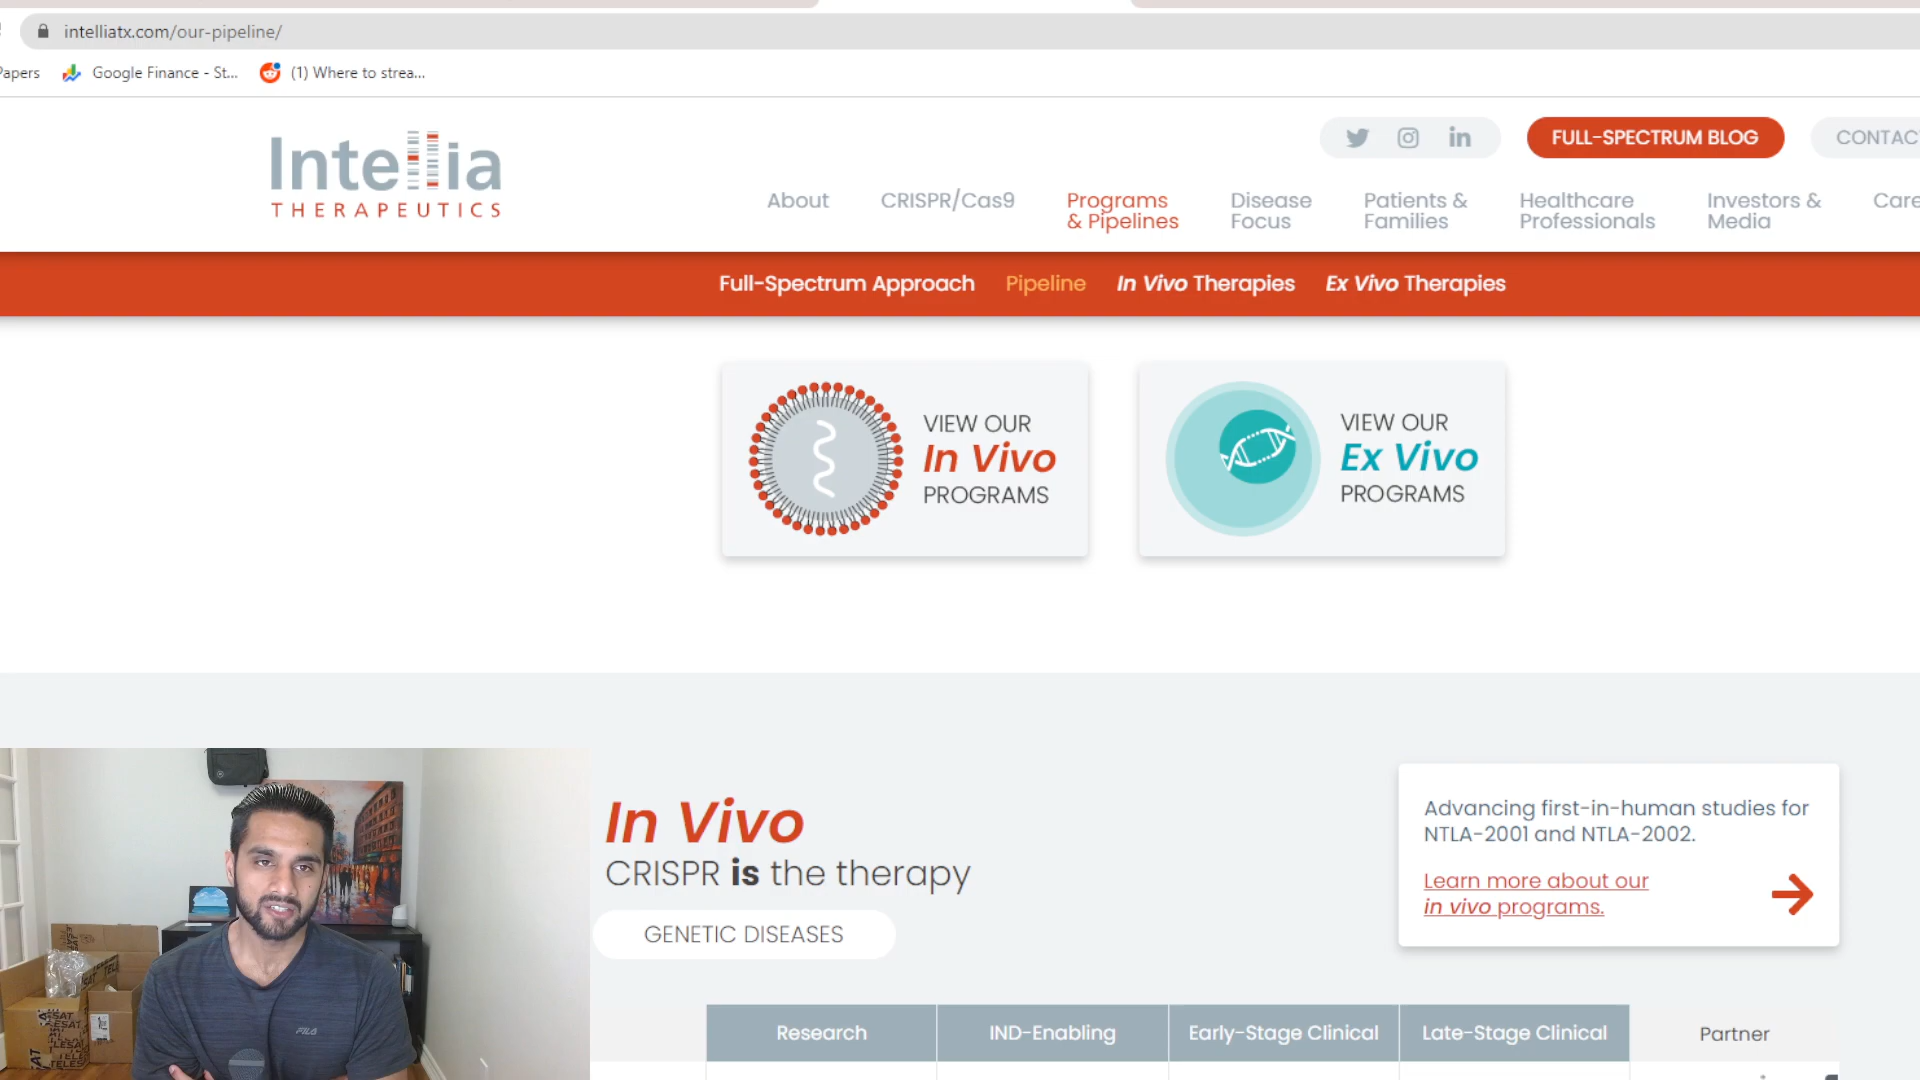 intelliatx.com/our-pipeline/
Papers
Google Finance - St...
(1) Where to strea...
Intellia
THERAPEUTICS
FULL-SPECTRUM BLOG
CONTAC
About
CRISPR/Cas9
Programs
& Pipelines
Disease
Focus
Patients &
Families
Healthcare
Professionals
Investors &
Media
Care
Full-Spectrum Approach
Pipeline
In Vivo Therapies
Ex Vivo Therapies
VIEW OUR
In Vivo
PROGRAMS
VIEW OUR
Ex Vivo
PROGRAMS
In Vivo
CRISPR is the therapy
GENETIC DISEASES
Advancing first-in-human studies for
NTLA-2001 and NTLA-2002.
Learn more about our
in vivo programs.
Research
IND-Enabling
Early-Stage Clinical
Late-Stage Clinical
Partner
FILA